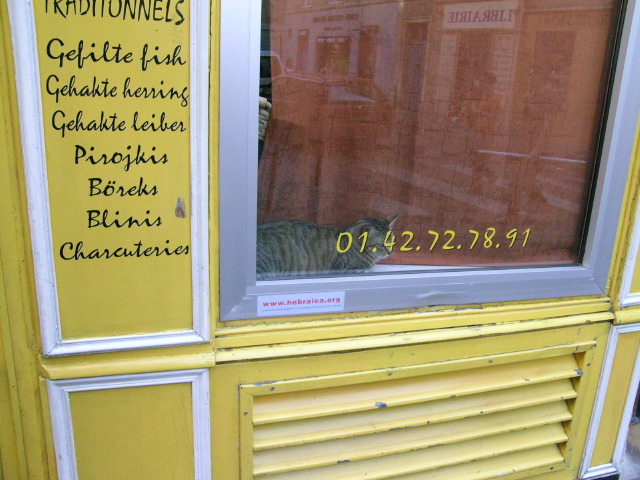 TRADITIONNELS
Gefilte fish
Gehakte herring
Gehakte leiber
Pirojkis
Böreks
Blinis
Charcuteries
LIBRAIRIE
01.42.72.78.91
www.hebraica.org